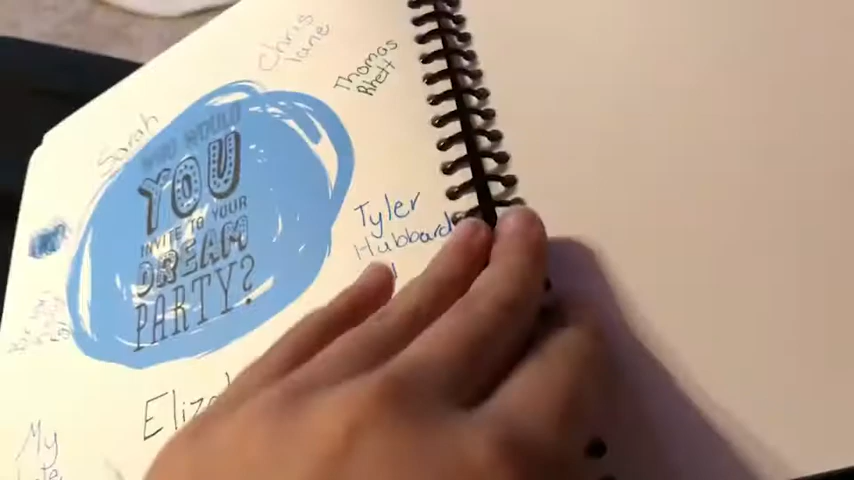 Chris
lane
Thomas
Rhett
Sarah
WHO WOULD
YOU
INVITE TO YOUR
DREAM
PARTY?
Tyler
Hubbard
My